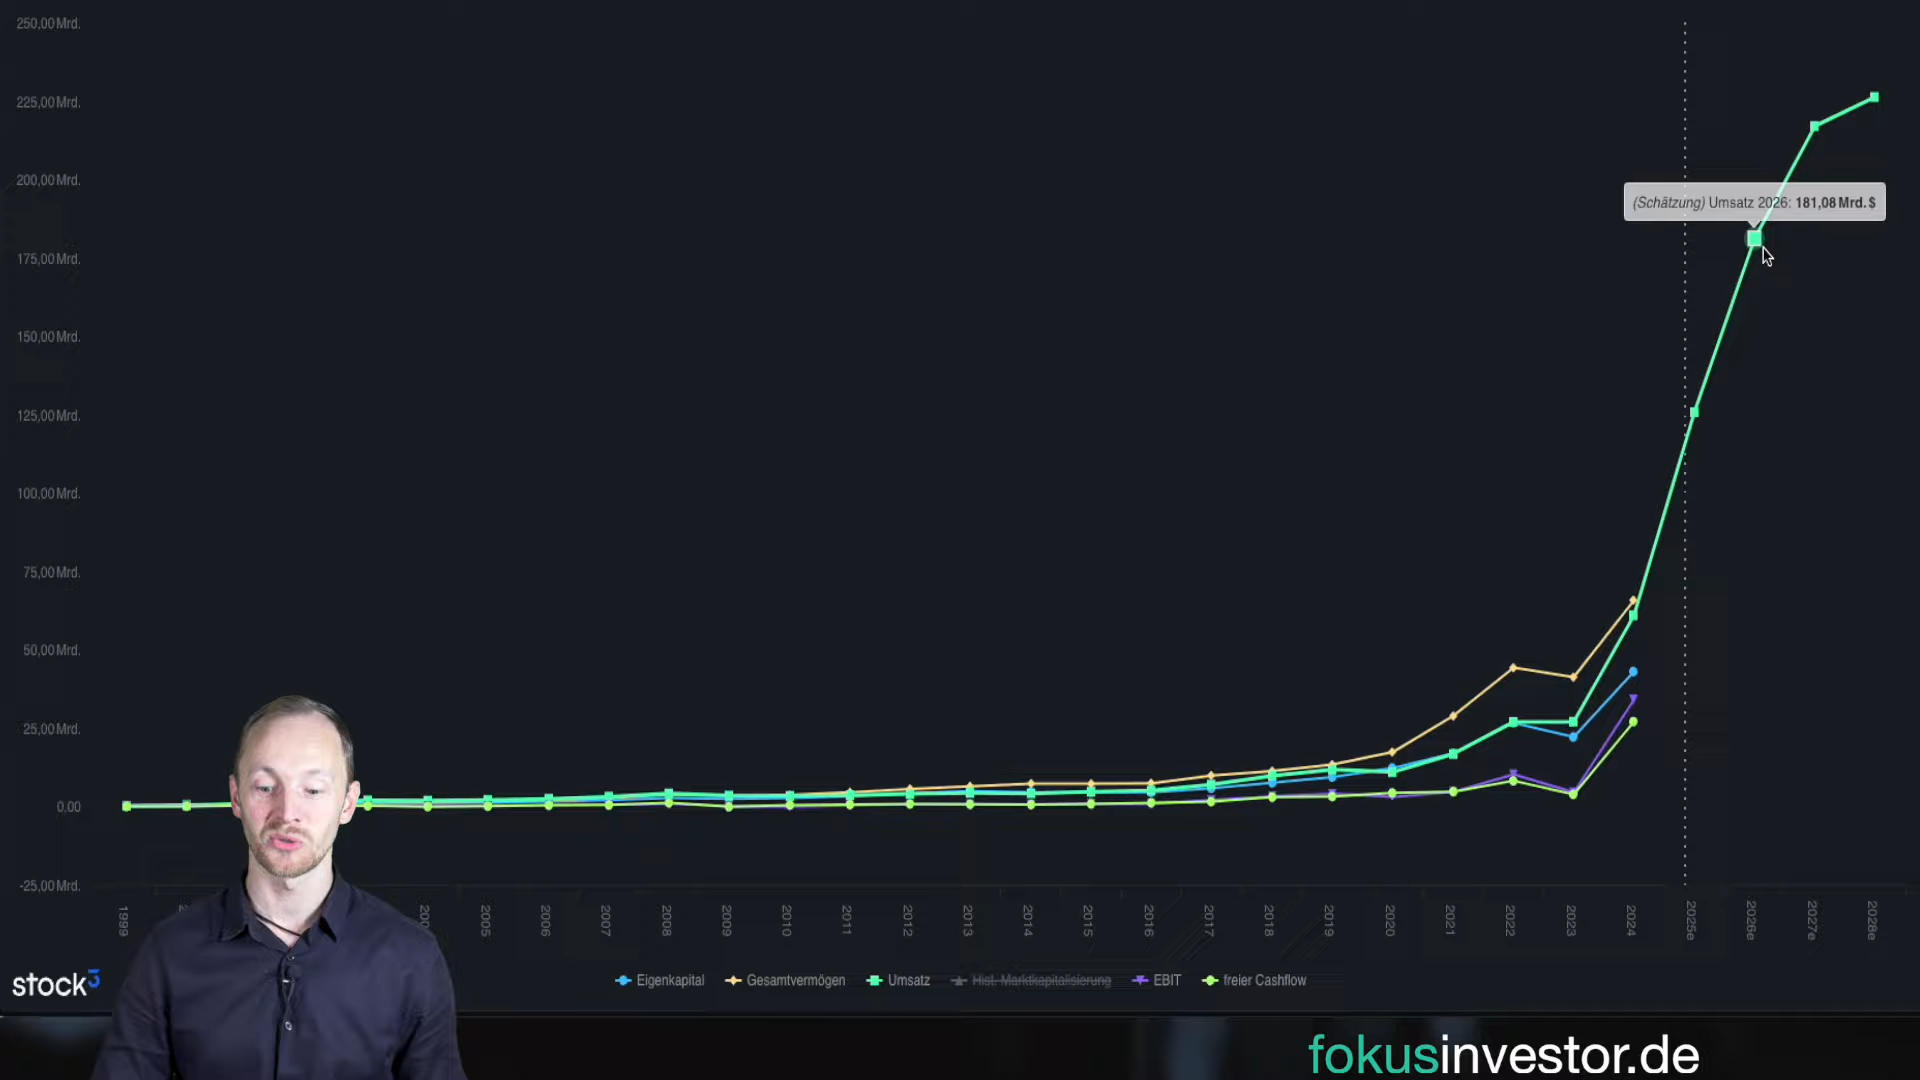 250,00 Mrd.
225,00 Mrd.
200,00 Mrd.
175,00 Mrd.
150,00 Mrd.
125,00 Mrd.
100,00 Mrd.
75,00 Mrd.
50,00 Mrd.
25,00 Mrd.
0,00
-25,00 Mrd.
(Schätzung) Umsatz 2026: 181,08 Mrd. $
1999
2005
2006
2007
2008
2009
2010
2011
2012
2013
2014
2015
2016
2017
2018
2019
2020
2021
2022
2023
2024
2025e
2026e
2027e
2028e
Eigenkapital Gesamtvermögen Umsatz Hist. Marktkapitalisierung EBIT freier Cashflow
stock3
fokusinvestor.de